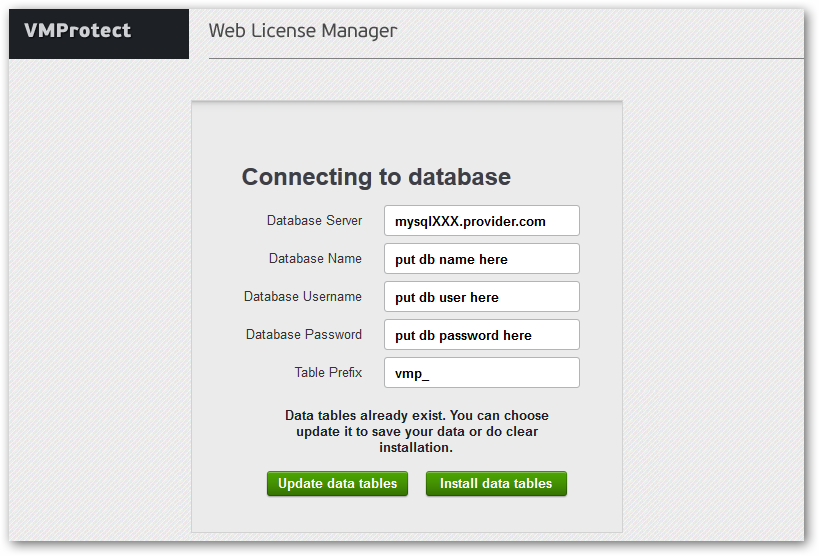 VMProtect
Web License Manager
Connecting to database
Database Server mysqlXXX.provider.com
Database Name put db name here
Database Username put db user here
Database Password put db password here
Table Prefix vmp_
Data tables already exist. You can choose
update it to save your data or do clear
installation.
Update data tables Install data tables